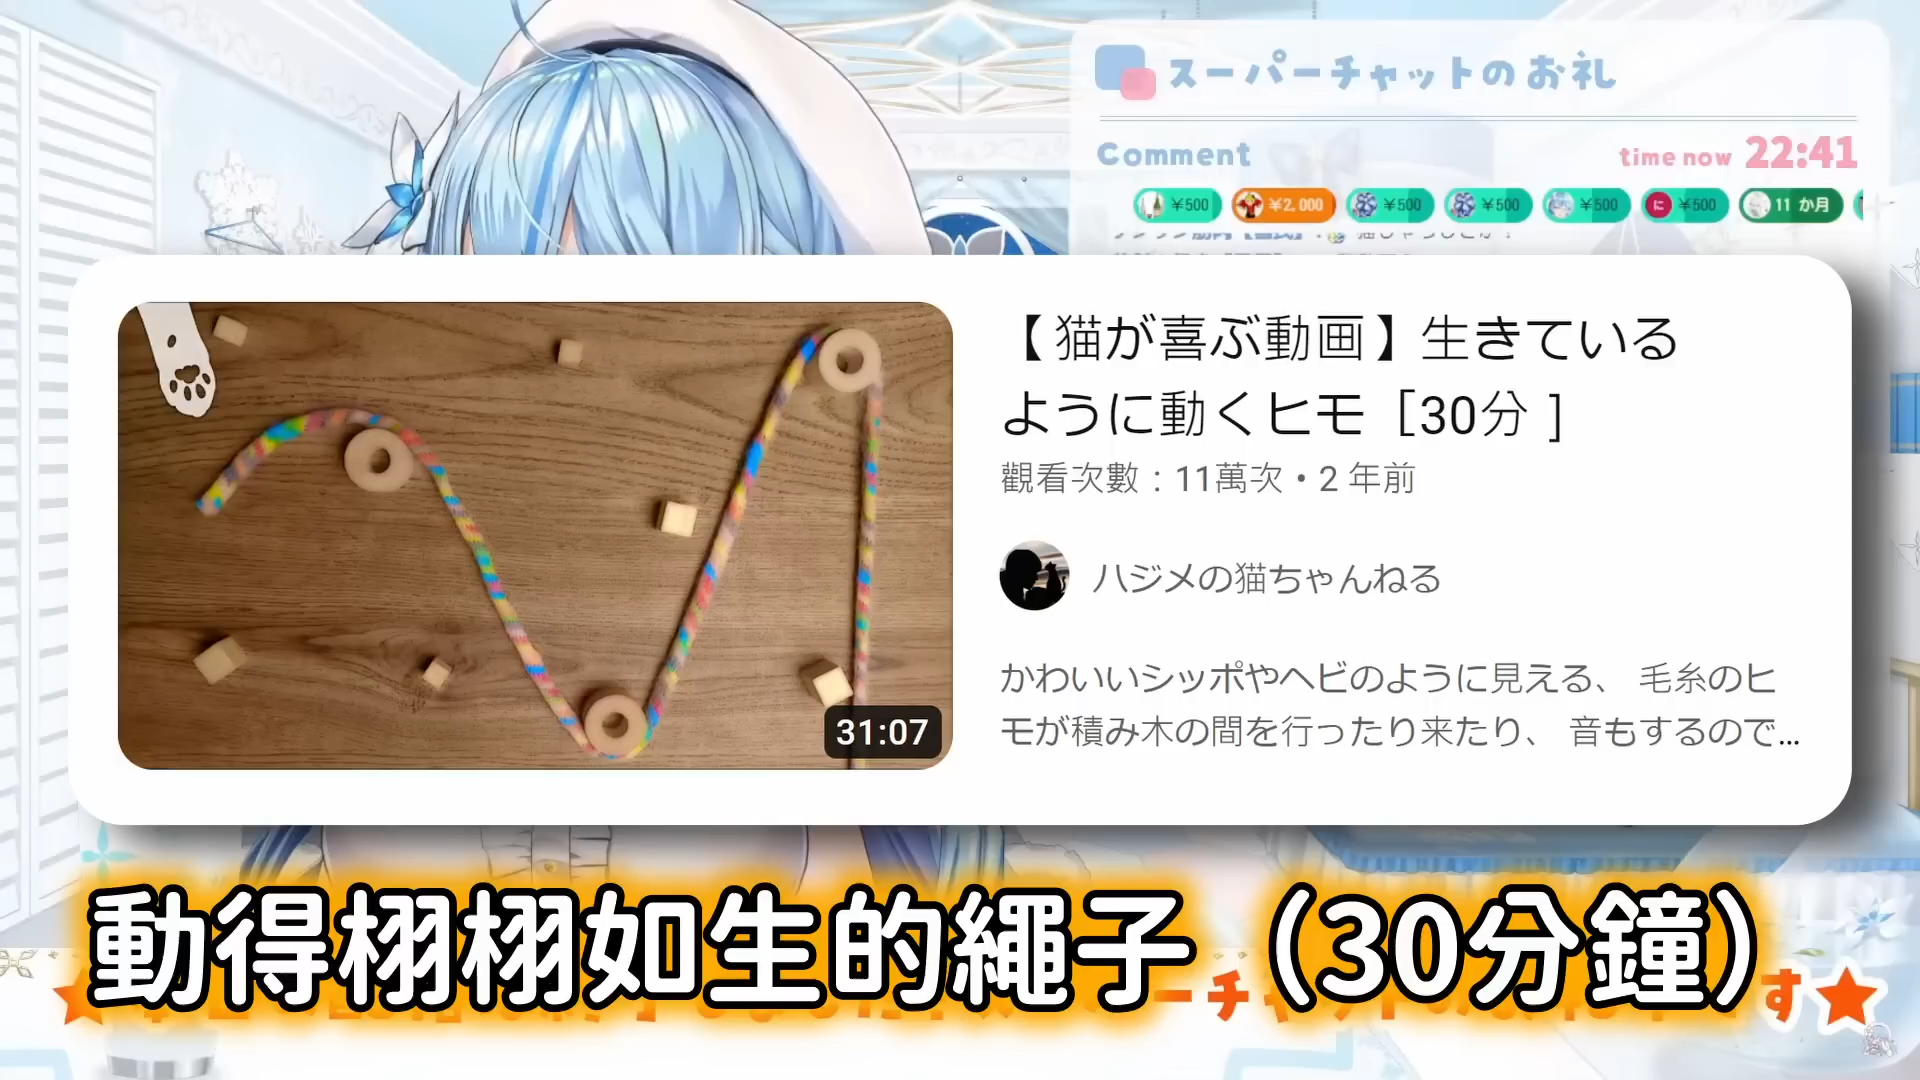 スーパーチャットのお礼
Comment
time now 22:41
¥500
¥2,000
¥500
¥500
¥500
に ¥500
11 か月
【猫が喜ぶ動画】生きている
ように動くヒモ［30分 ］
觀看次數：11萬次・2 年前
ハジメの猫ちゃんねる
かわいいシッポやヘビのように見える、 毛糸のヒ
モが積み木の間を行ったり来たり、 音もするので...
31:07
動得栩栩如生的繩子（30分鐘）
す★